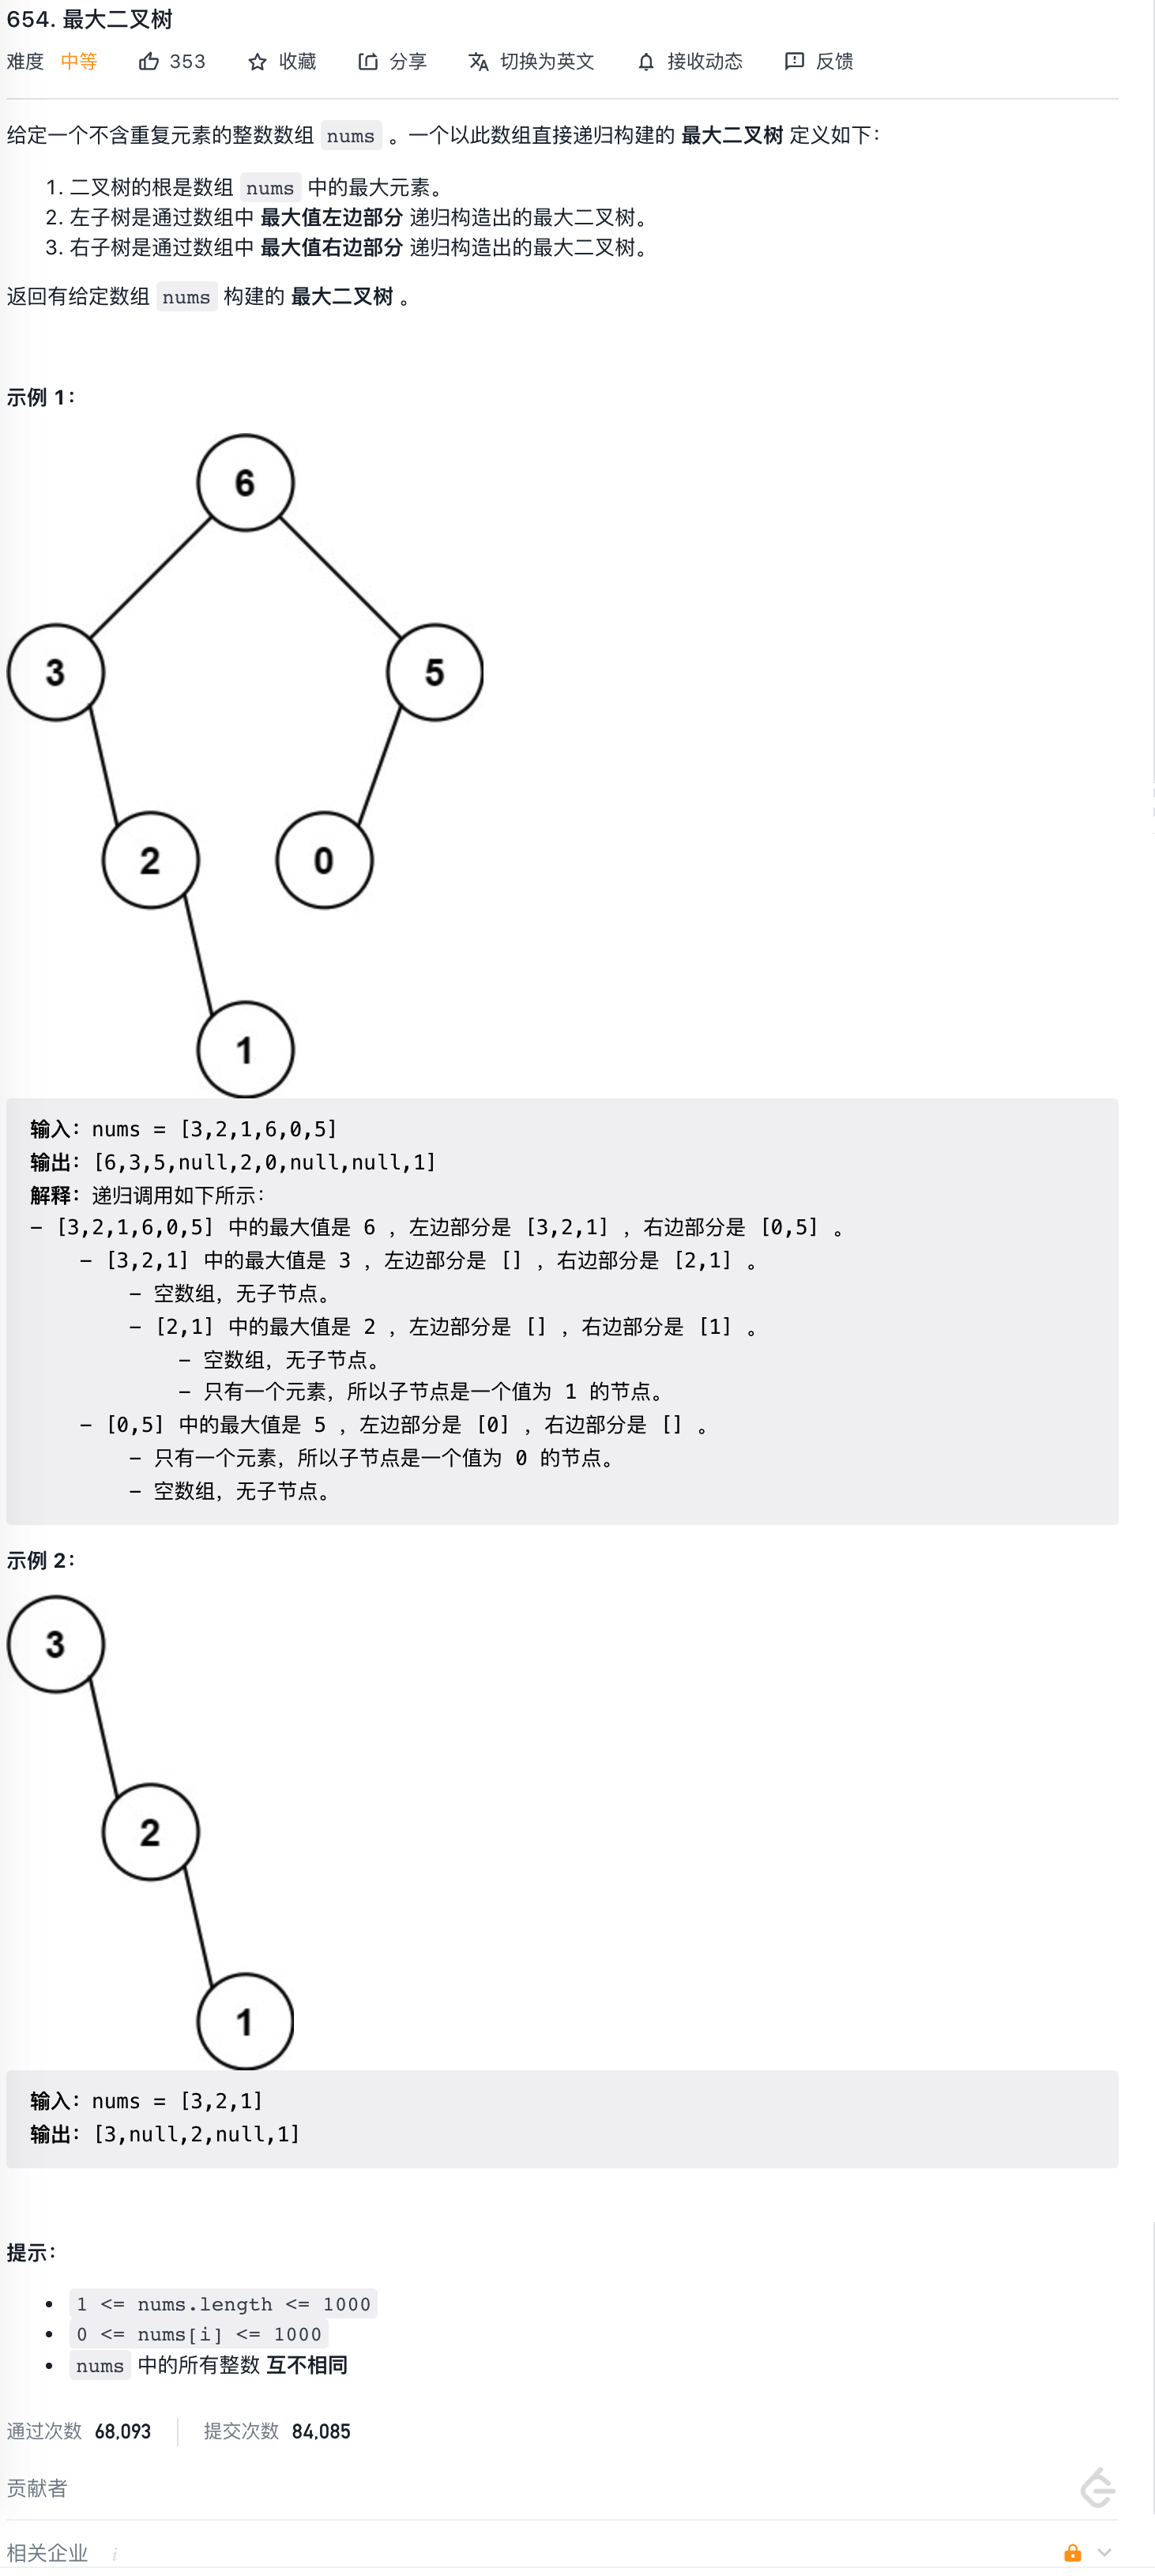 654. 最大二叉树
难度 中等 353 收藏 分享 切换为英文 接收动态 反馈
给定一个不含重复元素的整数数组 nums 。一个以此数组直接递归构建的 最大二叉树 定义如下：
1. 二叉树的根是数组 nums 中的最大元素。
2. 左子树是通过数组中 最大值左边部分 递归构造出的最大二叉树。
3. 右子树是通过数组中 最大值右边部分 递归构造出的最大二叉树。
返回有给定数组 nums 构建的 最大二叉树 。
示例 1：
6
3 5
2 0
1
输入：nums = [3,2,1,6,0,5]
输出：[6,3,5,null,2,0,null,null,1]
解释：递归调用如下所示：
- [3,2,1,6,0,5] 中的最大值是 6 ，左边部分是 [3,2,1] ，右边部分是 [0,5] 。
- [3,2,1] 中的最大值是 3 ，左边部分是 [] ，右边部分是 [2,1] 。
- 空数组，无子节点。
- [2,1] 中的最大值是 2 ，左边部分是 [] ，右边部分是 [1] 。
- 空数组，无子节点。
- 只有一个元素，所以子节点是一个值为 1 的节点。
- [0,5] 中的最大值是 5 ，左边部分是 [0] ，右边部分是 [] 。
- 只有一个元素，所以子节点是一个值为 0 的节点。
- 空数组，无子节点。
示例 2：
3
2
1
输入：nums = [3,2,1]
输出：[3,null,2,null,1]
提示：
• 1 <= nums.length <= 1000
• 0 <= nums[i] <= 1000
• nums 中的所有整数 互不相同
通过次数 68,093 提交次数 84,085
贡献者
相关企业 i